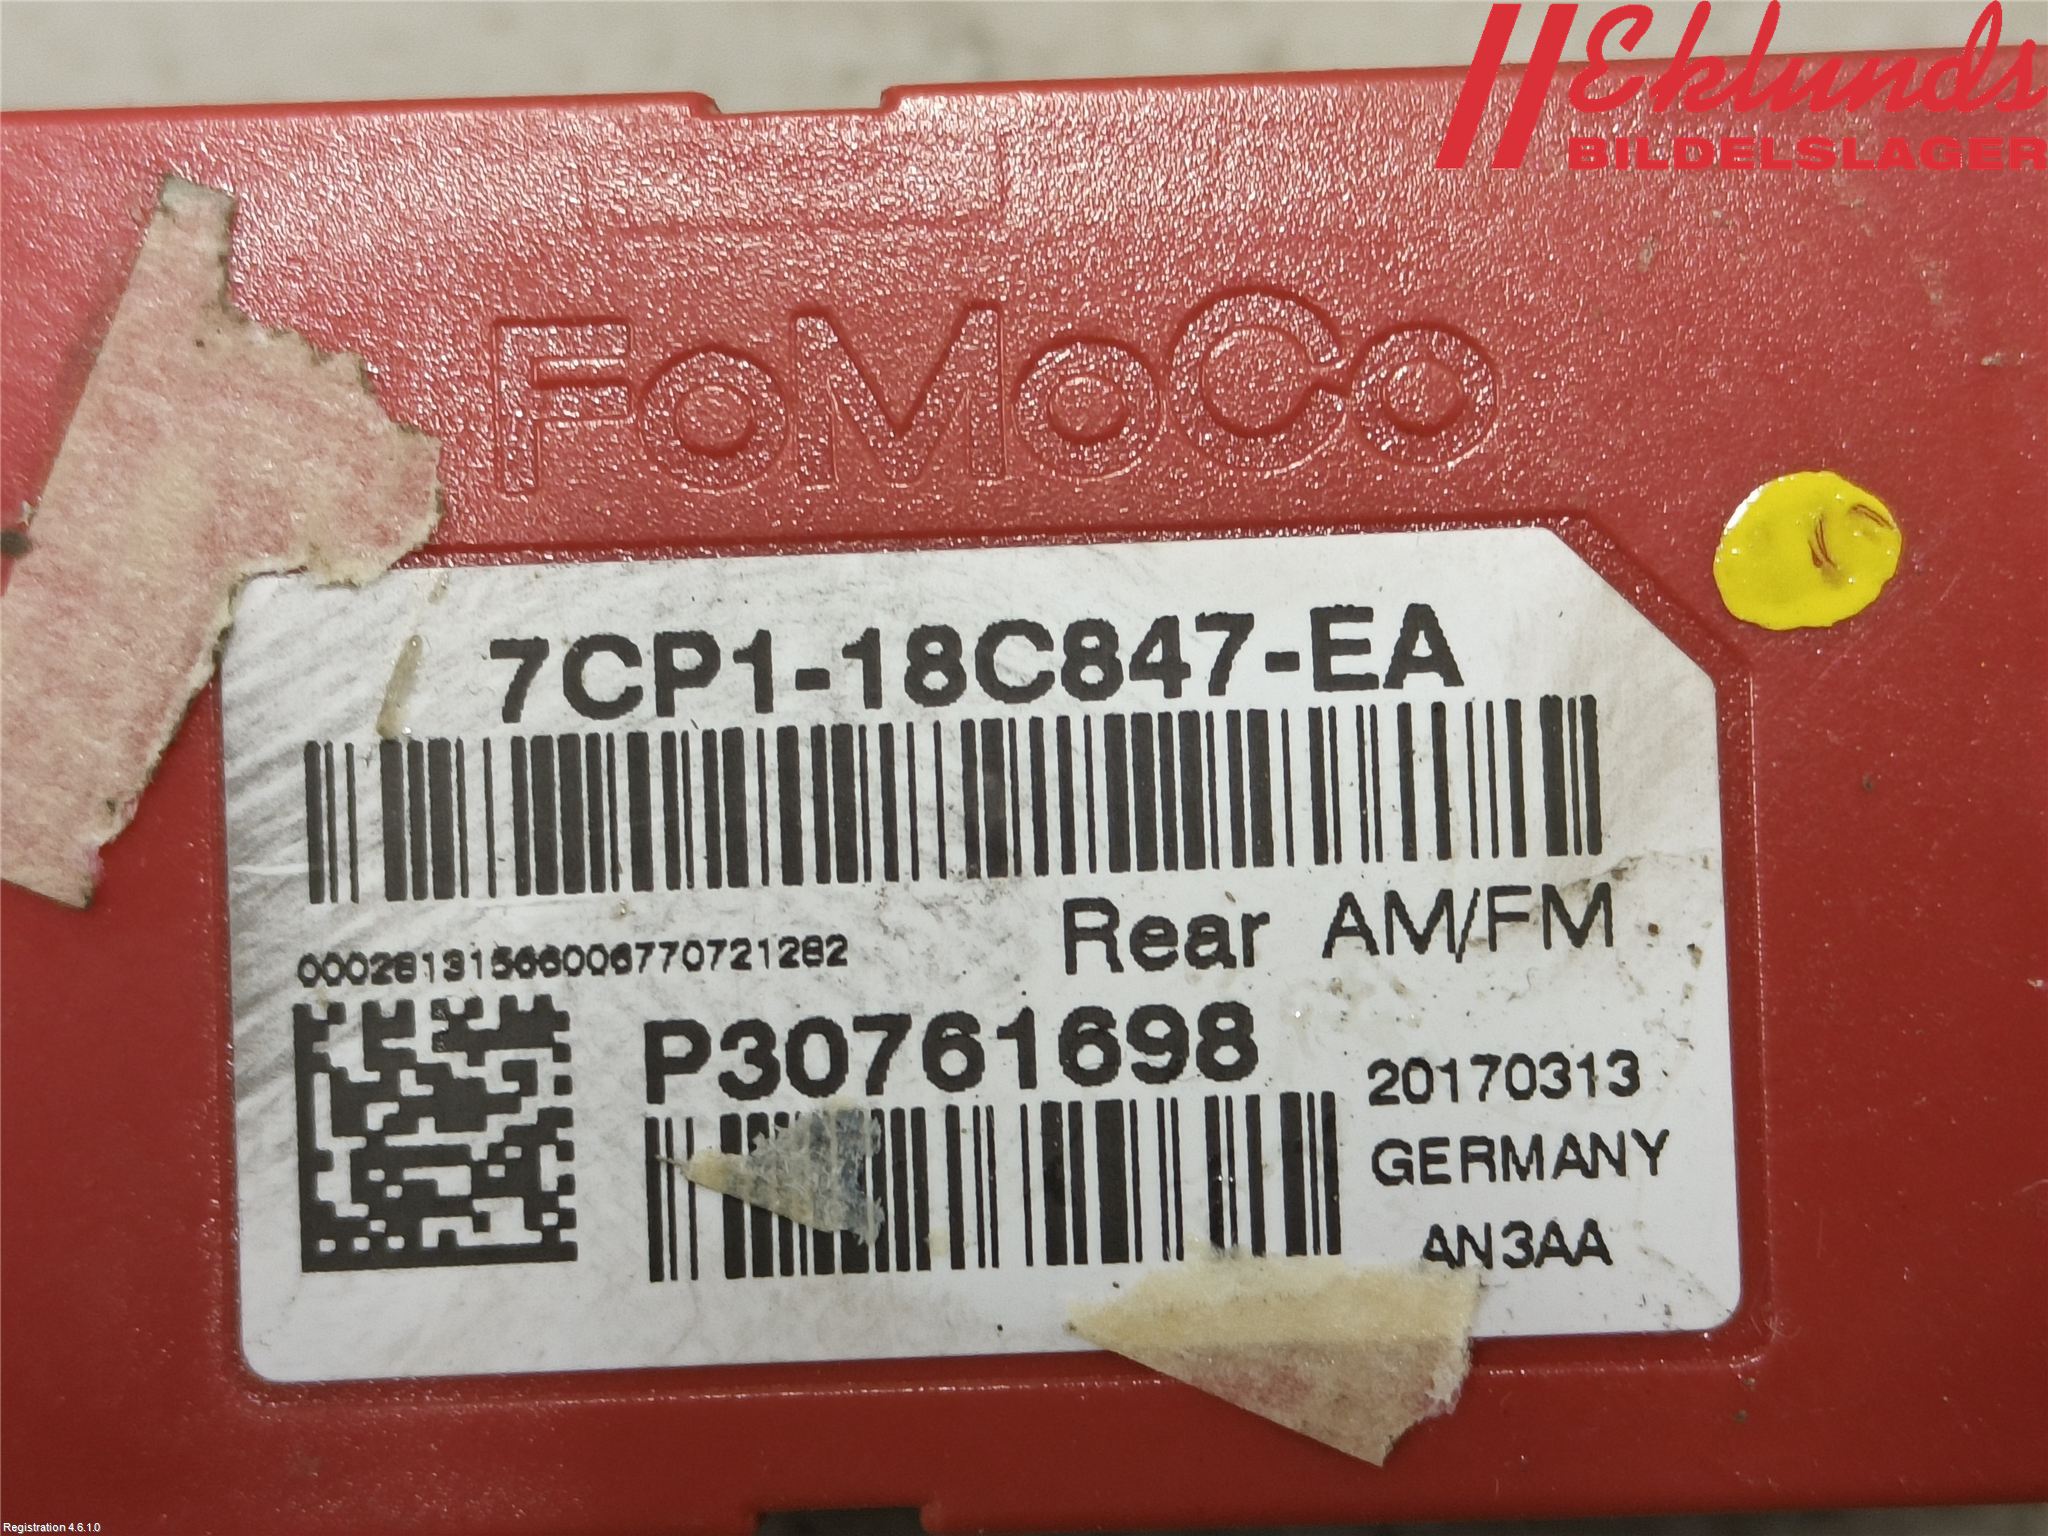 Eklunds
BILDELSLAGER
FoMoCo
7CP1-18C847-EA
Rear AM/FM
00028131566006770721282
P30761698
20170313
GERMANY
AN3AA
Registration 4.6.1.0